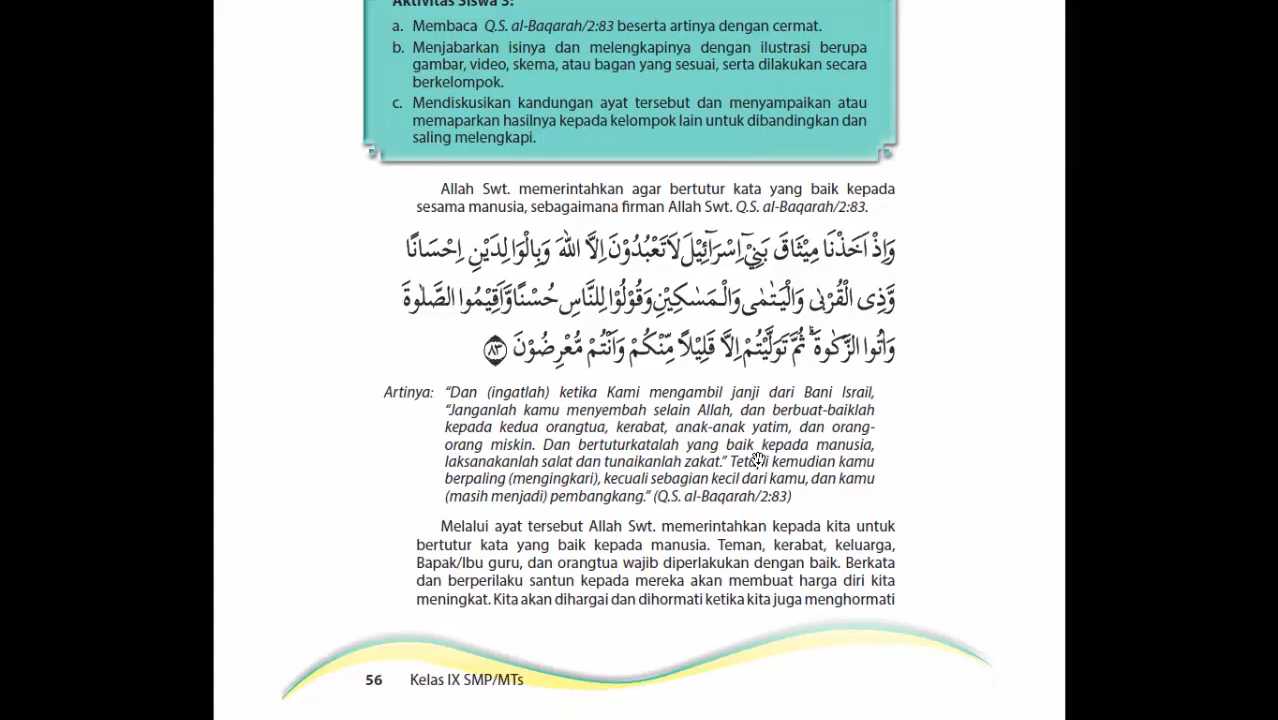 Aktivitas Siswa 3:
a. Membaca Q.S. al-Baqarah/2:83 beserta artinya dengan cermat.
b. Menjabarkan isinya dan melengkapinya dengan ilustrasi berupa
gambar, video, skema, atau bagan yang sesuai, serta dilakukan secara
berkelompok.
c. Mendiskusikan kandungan ayat tersebut dan menyampaikan atau
memaparkan hasilnya kepada kelompok lain untuk dibandingkan dan
saling melengkapi.
Allah Swt. memerintahkan agar bertutur kata yang baik kepada
sesama manusia, sebagaimana firman Allah Swt. Q.S. al-Baqarah/2:83.
وَاِذْ اَخَذْنَا مِيْثَاقَ بَنِيْٓ اِسْرَاۤءِيْلَ لَا تَعْبُدُوْنَ اِلَّا اللّٰهَ وَبِالْوَالِدَيْنِ اِحْسَانًا
وَّذِى الْقُرْبٰى وَالْيَتٰمٰى وَالْمَسٰكِيْنِ وَقُوْلُوْا لِلنَّاسِ حُسْنًا وَّاَقِيْمُوا الصَّلٰوةَ
وَاٰتُوا الزَّكٰوةَۗ ثُمَّ تَوَلَّيْتُمْ اِلَّا قَلِيْلًا مِّنْكُمْ وَاَنْتُمْ مُّعْرِضُوْنَ ٨٣
Artinya: “Dan (ingatlah) ketika Kami mengambil janji dari Bani Israil,
“Janganlah kamu menyembah selain Allah, dan berbuat-baiklah
kepada kedua orangtua, kerabat, anak-anak yatim, dan orang-
orang miskin. Dan bertuturkatalah yang baik kepada manusia,
laksanakanlah salat dan tunaikanlah zakat.” Tetapi kemudian kamu
berpaling (mengingkari), kecuali sebagian kecil dari kamu, dan kamu
(masih menjadi) pembangkang.” (Q.S. al-Baqarah/2:83)
Melalui ayat tersebut Allah Swt. memerintahkan kepada kita untuk
bertutur kata yang baik kepada manusia. Teman, kerabat, keluarga,
Bapak/Ibu guru, dan orangtua wajib diperlakukan dengan baik. Berkata
dan berperilaku santun kepada mereka akan membuat harga diri kita
meningkat. Kita akan dihargai dan dihormati ketika kita juga menghormati
56 Kelas IX SMP/MTs